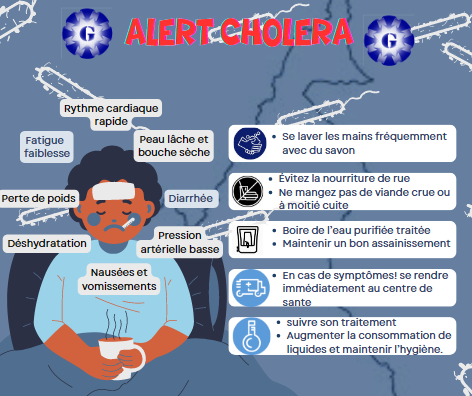 G ALERT CHOLERA G
Rythme cardiaque
rapide
Fatigue
faiblesse
Peau lâche et
bouche sèche
Perte de poids
Diarrhée
Déshydratation
Pression
artérielle basse
Nausées et
vomissements
• Se laver les mains fréquemment
avec du savon
• Évitez la nourriture de rue
• Ne mangez pas de viande crue ou
à moitié cuite
• Boire de l'eau purifiée traitée
• Maintenir un bon assainissement
• En cas de symptômes! se rendre
immédiatement au centre de
sante
• suivre son traitement
• Augmenter la consommation de
liquides et maintenir l'hygiène.